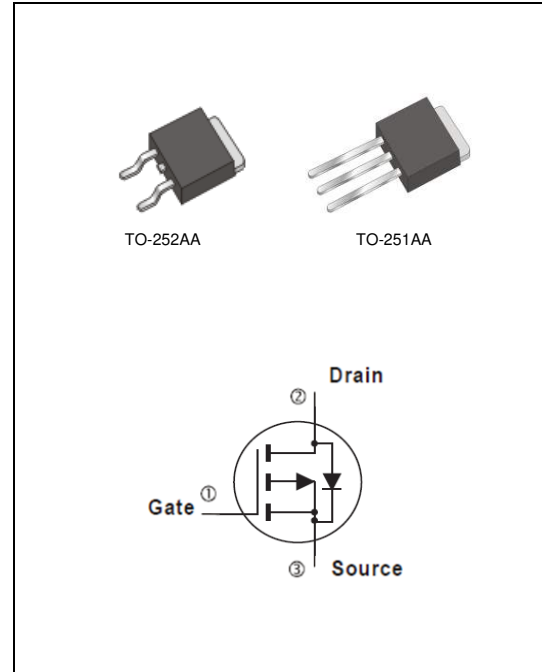 TO-252AA TO-251AA
Drain
②
Gate ①
③ Source